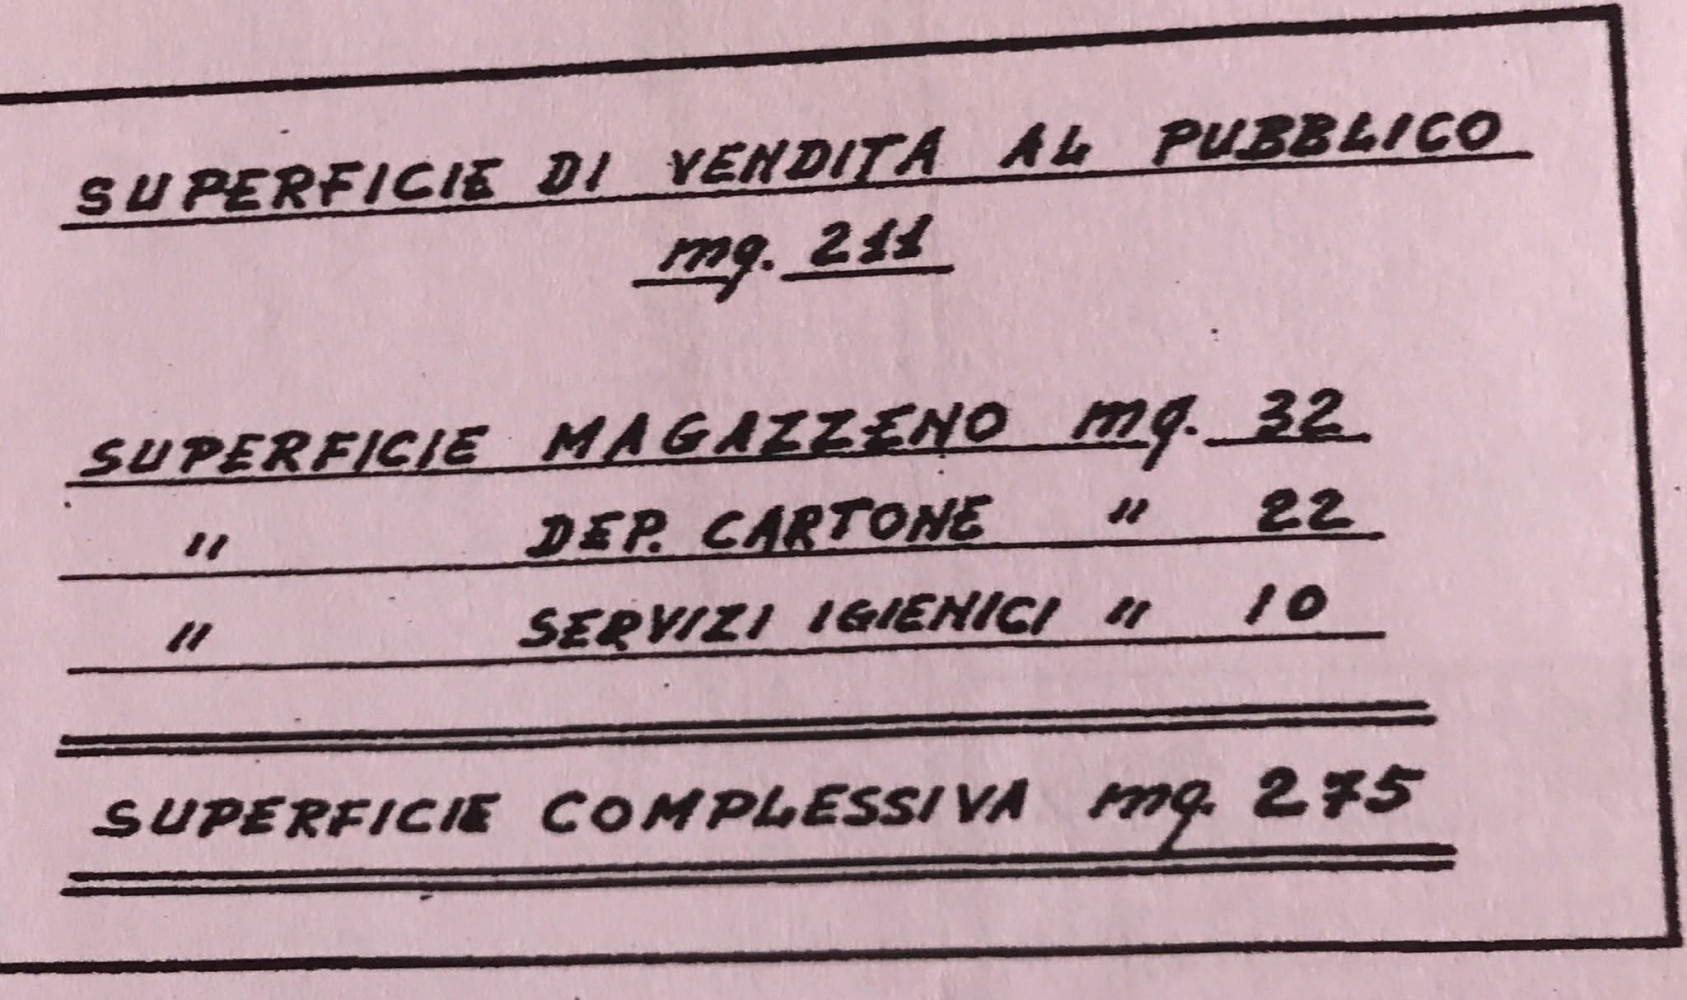 SUPERFICIE DI VENDITA AL PUBBLICO
mq. 211
SUPERFICIE MAGAZZENO mq. 32
" DEP. CARTONE " 22
" SERVIZI IGIENICI " 10
SUPERFICIE COMPLESSIVA mq. 275